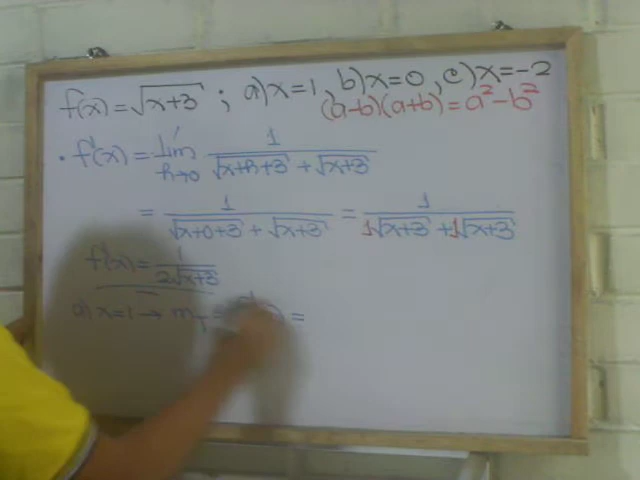 f(x) = √(x+3) ; a) x=1, b) x=0, c) x=-2
(a-b)(a+b) = a² - b²
• f'(x) = lim h→0 1/(√(x+h+3) + √(x+3))
= 1/(√(x+0+3) + √(x+3)) = 1/(1√(x+3) + 1√(x+3))
f'(x) = 1/(2√(x+3))
a) x=1 → m_T =